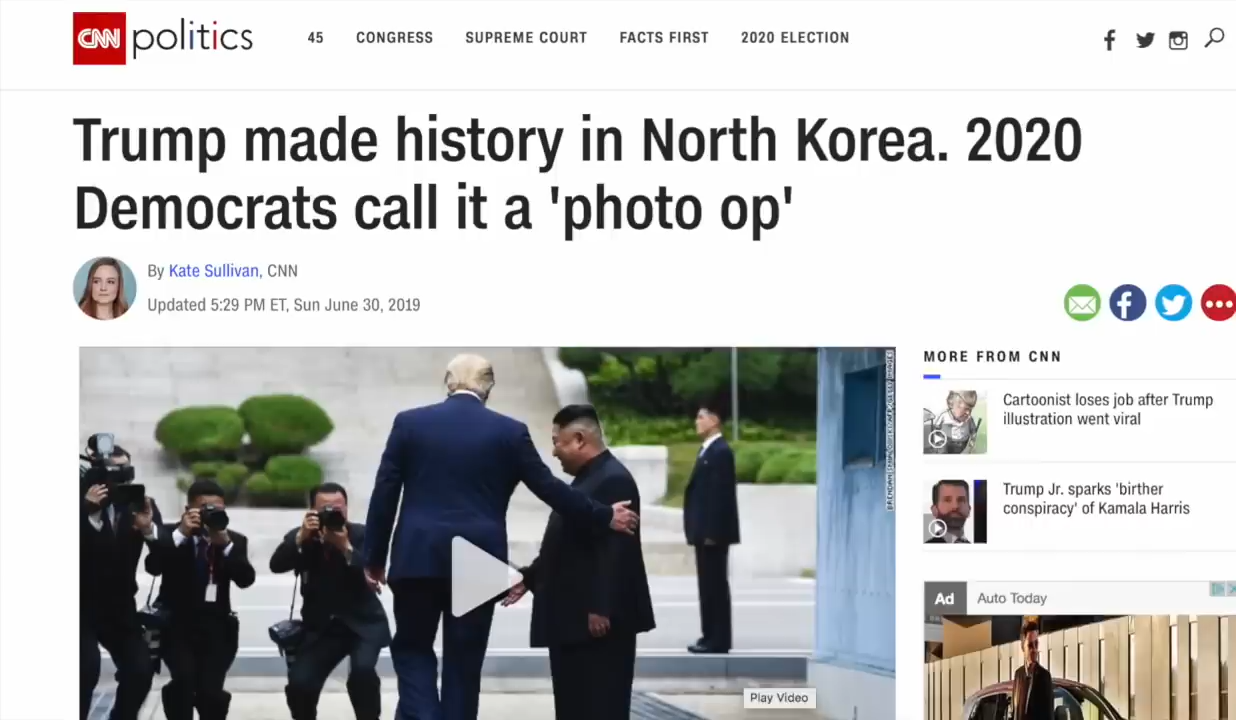 CNN politics
45 CONGRESS SUPREME COURT FACTS FIRST 2020 ELECTION
Trump made history in North Korea. 2020
Democrats call it a 'photo op'
By Kate Sullivan, CNN
Updated 5:29 PM ET, Sun June 30, 2019
Play Video
MORE FROM CNN
Cartoonist loses job after Trump
illustration went viral
Trump Jr. sparks 'birther
conspiracy' of Kamala Harris
Ad Auto Today